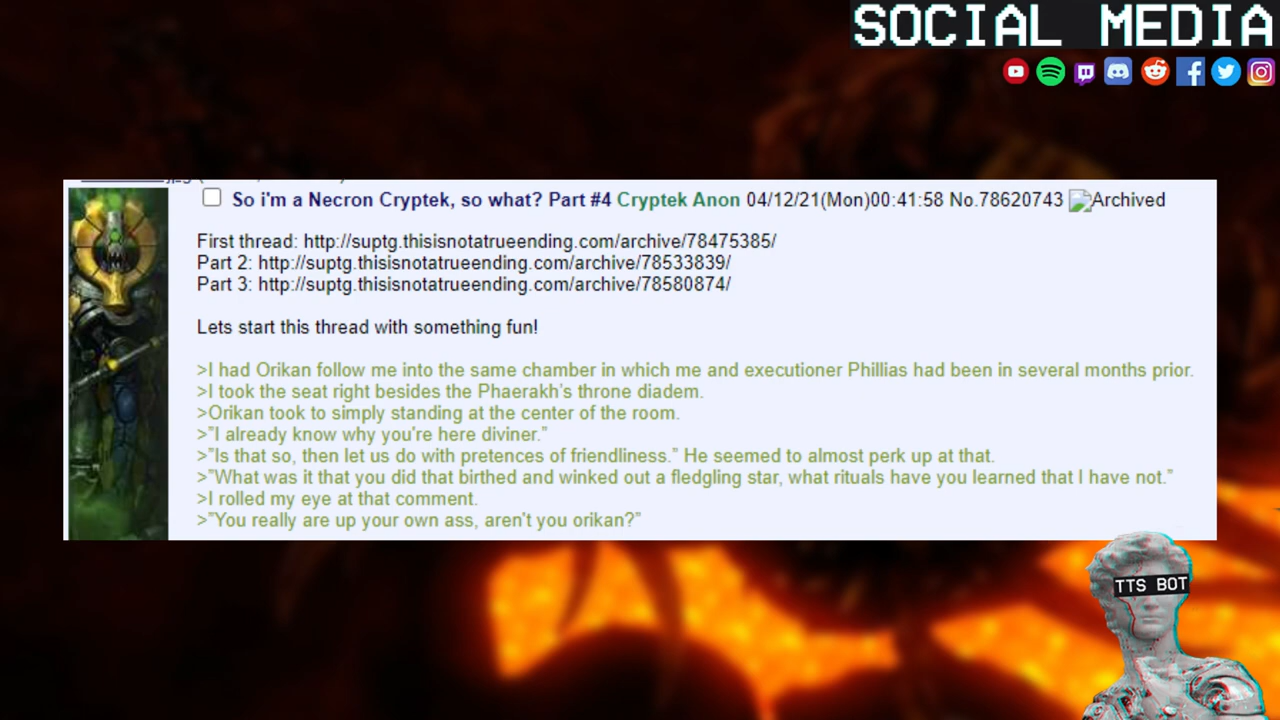 SOCIAL MEDIA
So i'm a Necron Cryptek, so what? Part #4 Cryptek Anon 04/12/21(Mon)00:41:58 No.78620743 Archived
First thread: http://suptg.thisisnotatrueending.com/archive/78475385/
Part 2: http://suptg.thisisnotatrueending.com/archive/78533839/
Part 3: http://suptg.thisisnotatrueending.com/archive/78580874/
Lets start this thread with something fun!
>I had Orikan follow me into the same chamber in which me and executioner Phillias had been in several months prior.
>I took the seat right besides the Phaerakh's throne diadem.
>Orikan took to simply standing at the center of the room.
>"I already know why you're here diviner."
>"Is that so, then let us do with pretences of friendliness." He seemed to almost perk up at that.
>"What was it that you did that birthed and winked out a fledgling star, what rituals have you learned that I have not."
>I rolled my eye at that comment.
>"You really are up your own ass, aren't you orikan?"
TTS BOT